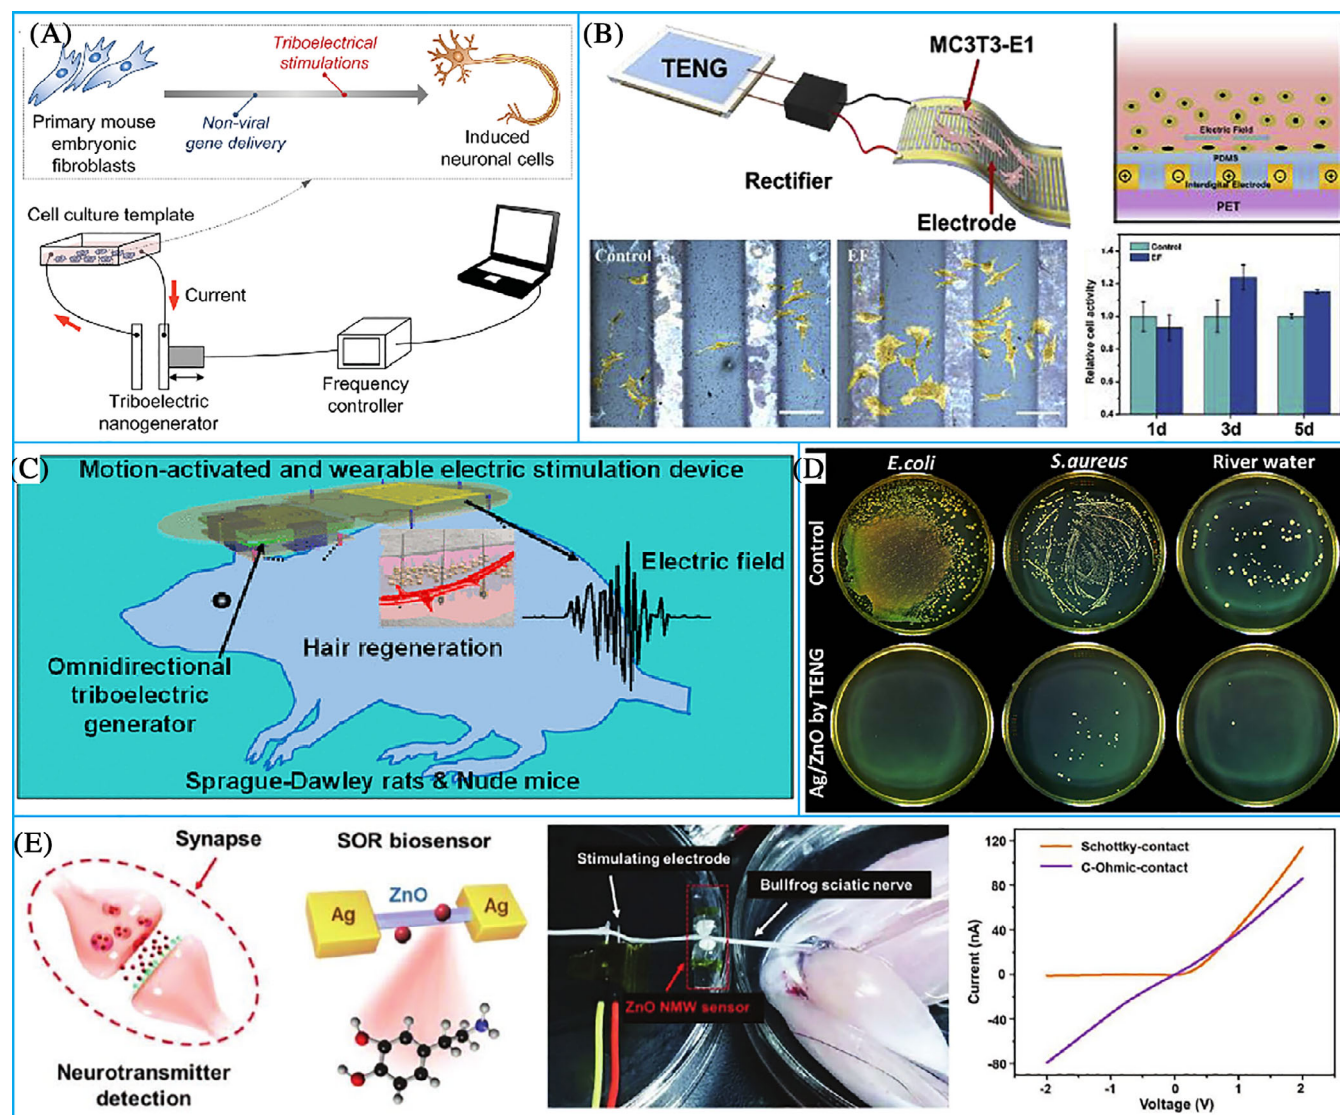 (A)
Triboelectrical
stimulations
Primary mouse
embryonic
fibroblasts
Non-viral
gene delivery
Induced
neuronal cells
Cell culture template
Current
Triboelectric
nanogenerator
Frequency
controller
(B)
TENG
MC3T3-E1
Rectifier
Electrode
Electric Field
PDMS
+ - + - +
Interdigital Electrode
PET
Control
EF
Relative cell activity
1.4
1.2
1.0
0.8
0.6
0.4
Control
EF
1d 3d 5d
(C)
Motion-activated and wearable electric stimulation device
Electric field
Hair regeneration
Omnidirectional
triboelectric
generator
Sprague-Dawley rats & Nude mice
(D)
E.coli S.aureus River water
Control
Ag/ZnO by TENG
(E)
Synapse
Neurotransmitter
detection
SOR biosensor
Ag
ZnO
Ag
N
Stimulating electrode
Bullfrog sciatic nerve
ZnO NMW sensor
Current (nA)
120
80
40
0
-40
-80
Schottky-contact
C-Ohmic-contact
-2 -1 0 1 2
Voltage (V)